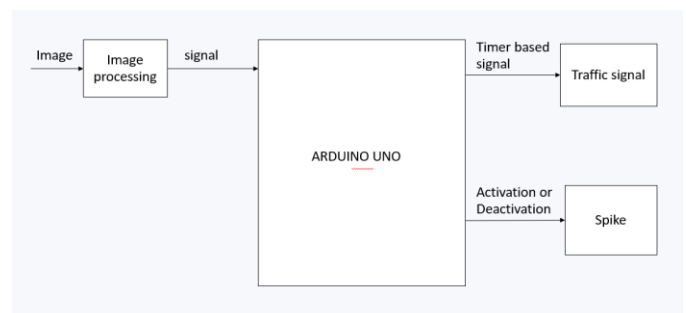 Image
Image
processing
signal
ARDUINO UNO
Timer based
signal
Traffic signal
Activation or
Deactivation
Spike